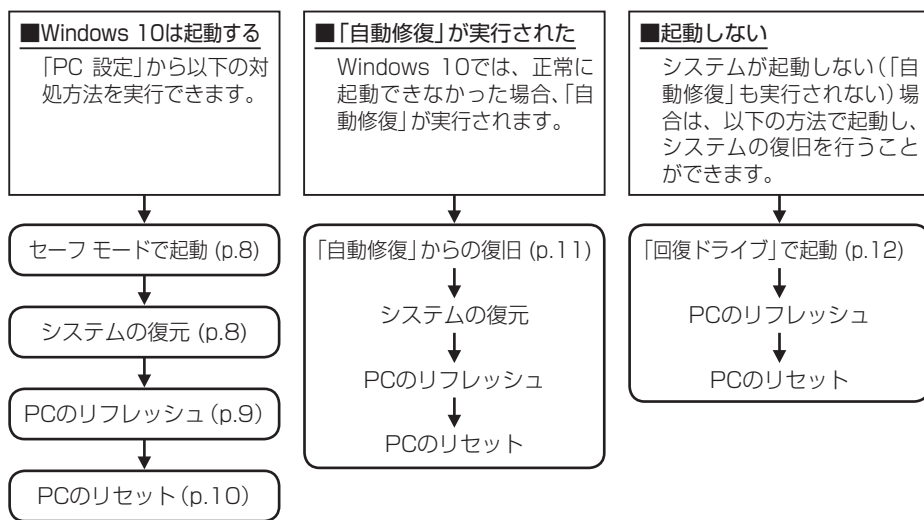 ■Windows 10は起動する
「PC 設定」から以下の対
処方法を実行できます。
セーフ モードで起動 (p.8)
システムの復元 (p.8)
PCのリフレッシュ(p.9)
PCのリセット(p.10)
■「自動修復」が実行された
Windows 10では、正常に
起動できなかった場合、「自
動修復」が実行されます。
「自動修復」からの復旧 (p.11)
システムの復元
PCのリフレッシュ
PCのリセット
■起動しない
システムが起動しない(「自
動修復」も実行されない)場
合は、以下の方法で起動し、
システムの復旧を行うこと
ができます。
「回復ドライブ」で起動 (p.12)
PCのリフレッシュ
PCのリセット